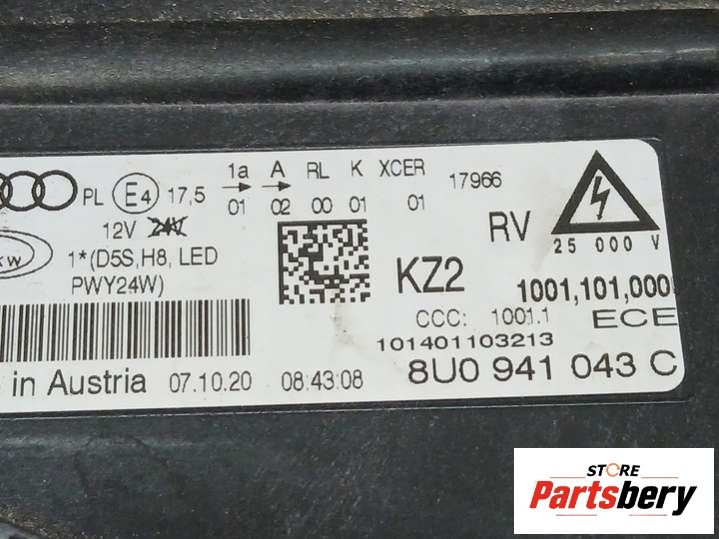 1a A RL K XCER 17966
PL E4 17,5 01 02 00 01 01
12V 24V
RV
25 000 V
1*(D5S,H8, LED
PWY24W)
KZ2
1001,101,000
CCC: 1001.1 ECE
101401103213
in Austria 07.10.20 08:43:08 8U0 941 043 C
STORE
Partsbery